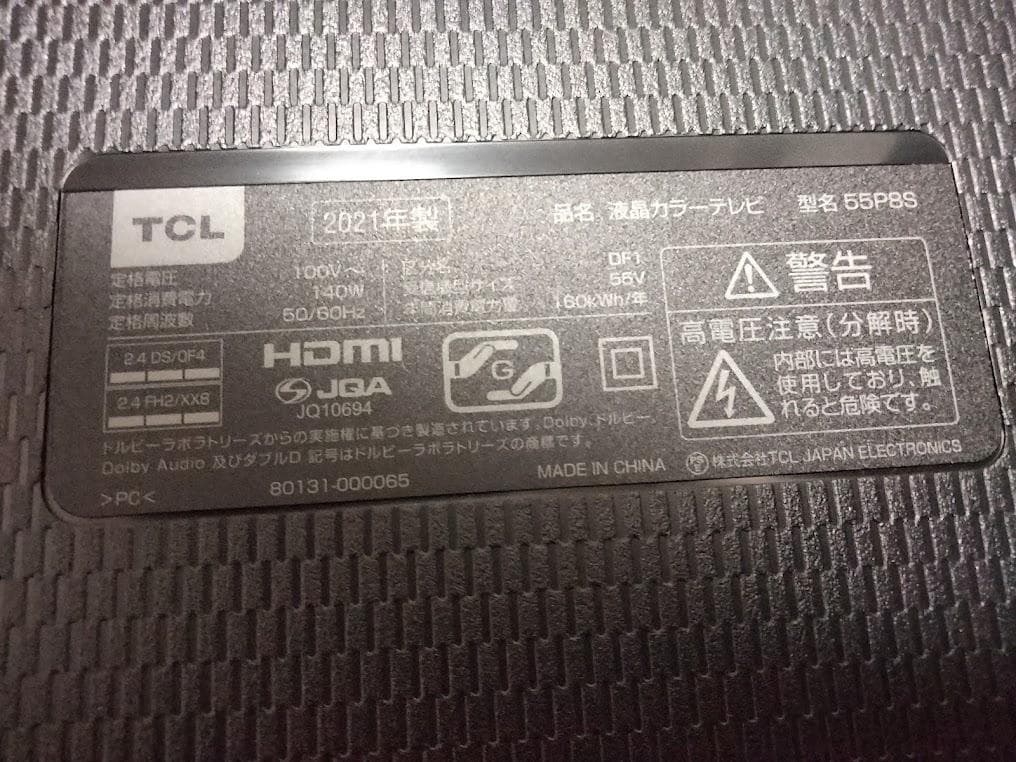 TCL
2021年製
品名 液晶カラーテレビ 型名 55P8S
定格電圧 100V～
定格消費電力 140W
定格周波数 50/60Hz
区分名 DF1
受信機型サイズ 55V
年間消費電力量 160kWh/年
2.4 DS/OF4
2.4 FH2/XX8
HDMI
JQA
JQ10694
G
警告
高電圧注意(分解時)
内部には高電圧を
使用しており、触
れると危険です。
ドルビーラボラトリーズからの実施権に基づき製造されています。Dolby、ドルビー、
Dolby Audio 及びダブルD 記号はドルビーラボラトリーズの商標です。
>PC<
80131-000065
MADE IN CHINA
株式会社TCL JAPAN ELECTRONICS